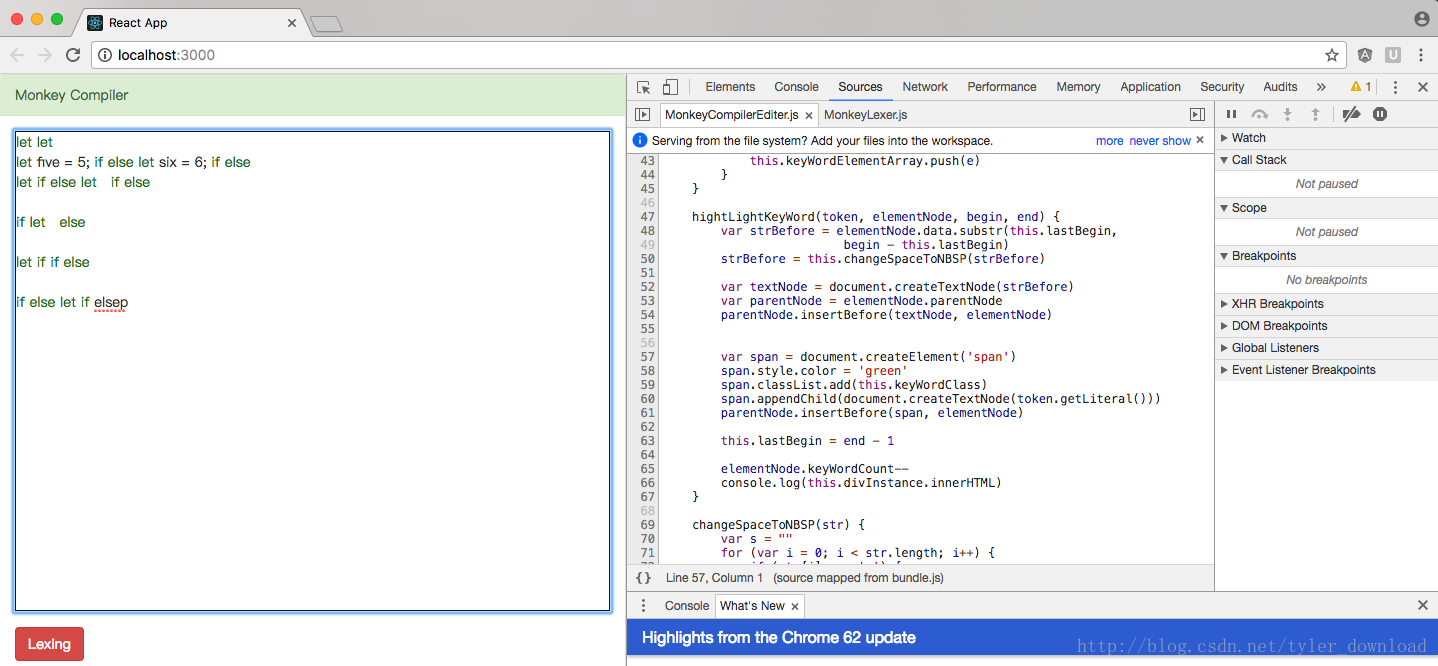 React App
localhost:3000
Monkey Compiler
let let
let five = 5; if else let six = 6; if else
let if else let   if else
if let   else
let if if else
if else let if elsep
Lexing
Elements Console Sources Network Performance Memory Application Security Audits » 1
MonkeyCompilerEditer.js × MonkeyLexer.js
Serving from the file system? Add your files into the workspace. more never show ×
43             this.keyWordElementArray.push(e)
44         }
45     }
46
47     hightLightKeyWord(token, elementNode, begin, end) {
48         var strBefore = elementNode.data.substr(this.lastBegin,
49                          begin - this.lastBegin)
50         strBefore = this.changeSpaceToNBSP(strBefore)
51
52         var textNode = document.createTextNode(strBefore)
53         var parentNode = elementNode.parentNode
54         parentNode.insertBefore(textNode, elementNode)
55
56
57         var span = document.createElement('span')
58         span.style.color = 'green'
59         span.classList.add(this.keyWordClass)
60         span.appendChild(document.createTextNode(token.getLiteral()))
61         parentNode.insertBefore(span, elementNode)
62
63         this.lastBegin = end - 1
64
65         elementNode.keyWordCount--
66         console.log(this.divInstance.innerHTML)
67     }
68
69     changeSpaceToNBSP(str) {
70         var s = ""
71         for (var i = 0; i < str.length; i++) {
{} Line 57, Column 1 (source mapped from bundle.js)
Watch
Call Stack
Not paused
Scope
Not paused
Breakpoints
No breakpoints
XHR Breakpoints
DOM Breakpoints
Global Listeners
Event Listener Breakpoints
Console What's New ×
Highlights from the Chrome 62 update
http://blog.csdn.net/tyler_download